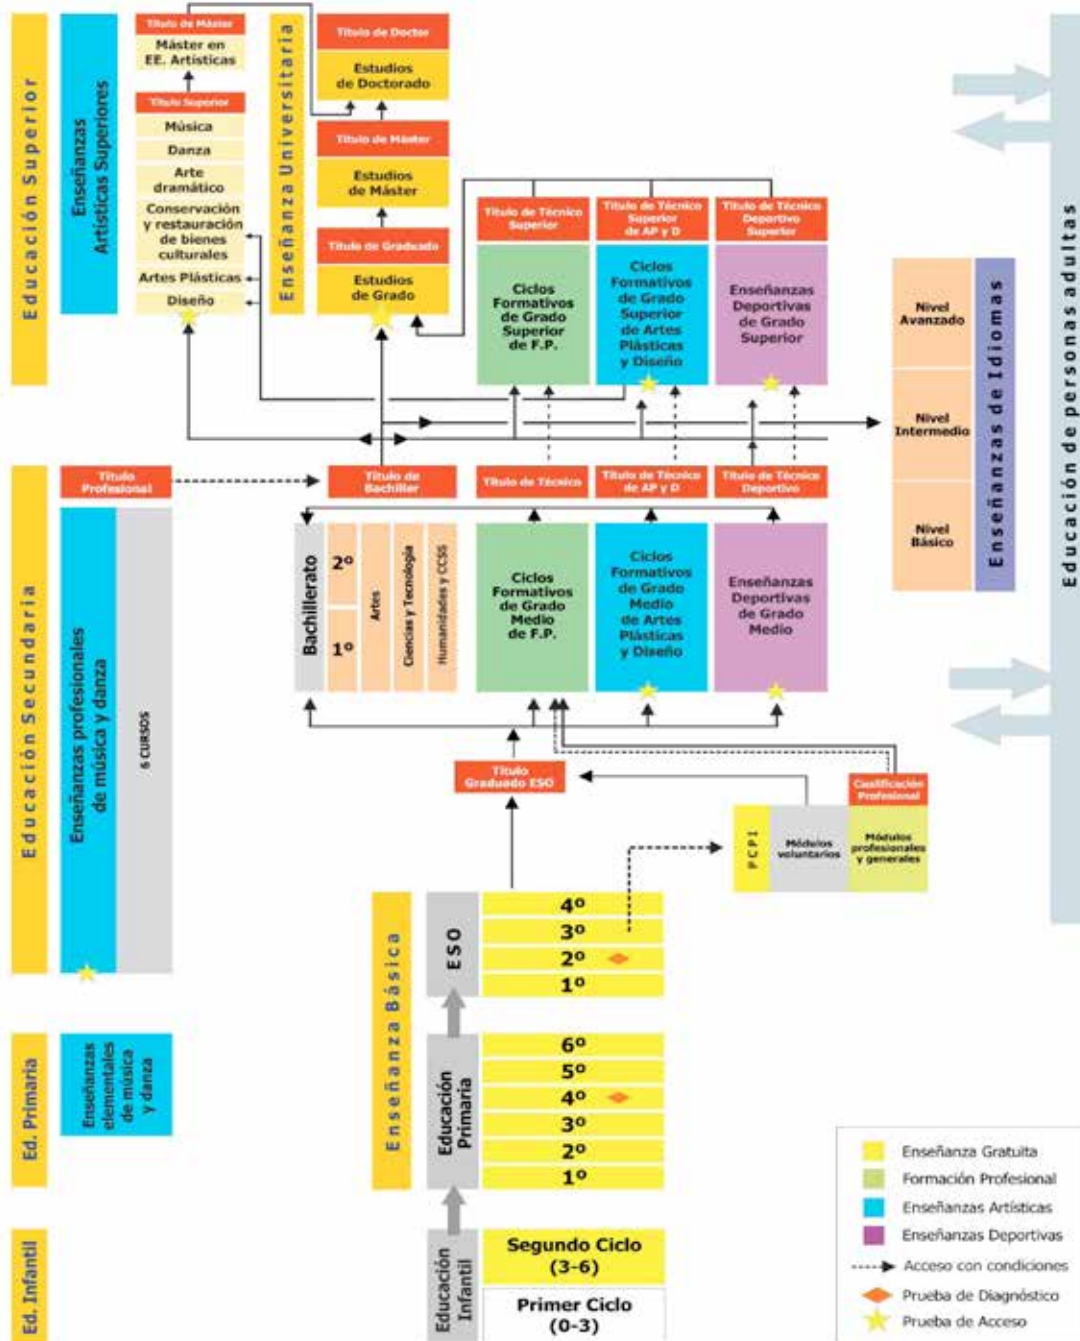 Educación Superior
Enseñanzas
Artísticas Superiores
Título de Máster
Máster en
EE. Artísticas
Título Superior
Música
Danza
Arte
dramático
Conservación
y restauración
de bienes
culturales
Artes Plásticas
Diseño
Enseñanza Universitaria
Título de Doctor
Estudios
de Doctorado
Título de Máster
Estudios
de Máster
Título de Graduado
Estudios
de Grado
Título de Técnico
Superior
Ciclos
Formativos
de Grado
Superior
de F.P.
Título de Técnico
Superior
de AP y D
Ciclos
Formativos
de Grado
Superior
de Artes
Plásticas
y Diseño
Título de Técnico
Deportivo
Superior
Enseñanzas
Deportivas
de Grado
Superior
Nivel
Avanzado
Nivel
Intermedio
Nivel
Básico
Enseñanzas de Idiomas
Educación de personas adultas
Educación Secundaria
Título
Profesional
Enseñanzas profesionales
de música y danza
6 CURSOS
Título de
Bachiller
Bachillerato
2º
1º
Artes
Ciencias y Tecnología
Humanidades y CCSS
Título de Técnico
Ciclos
Formativos
de Grado
Medio
de F.P.
Título de Técnico
de AP y D
Ciclos
Formativos
de Grado
Medio
de Artes
Plásticas
y Diseño
Título de Técnico
Deportivo
Enseñanzas
Deportivas
de Grado
Medio
Título
Graduado ESO
PCPI
Módulos
voluntarios
Cualificación
Profesional
Módulos
profesionales
y generales
Enseñanza Básica
ESO
4º
3º
2º
1º
Ed. Primaria
Enseñanzas
elementales
de música
y danza
Educación
Primaria
6º
5º
4º
3º
2º
1º
Ed. Infantil
Educación
Infantil
Segundo Ciclo
(3-6)
Primer Ciclo
(0-3)
Enseñanza Gratuita
Formación Profesional
Enseñanzas Artísticas
Enseñanzas Deportivas
Acceso con condiciones
Prueba de Diagnóstico
Prueba de Acceso